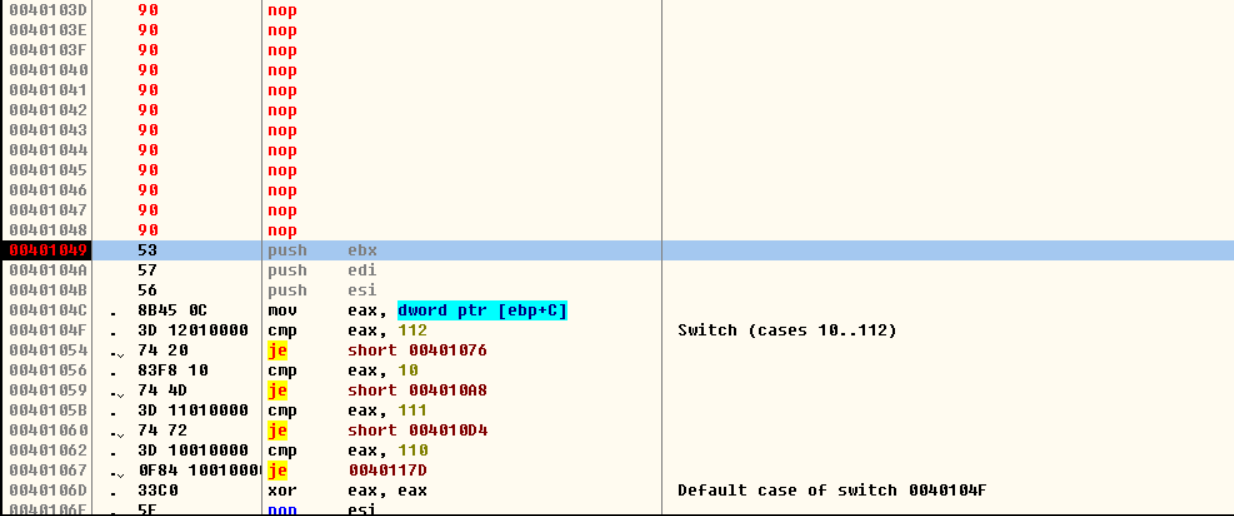 0040103D 90 nop
0040103E 90 nop
0040103F 90 nop
00401040 90 nop
00401041 90 nop
00401042 90 nop
00401043 90 nop
00401044 90 nop
00401045 90 nop
00401046 90 nop
00401047 90 nop
00401048 90 nop
00401049 53 push ebx
0040104A 57 push edi
0040104B 56 push esi
0040104C . 8B45 0C mov eax, dword ptr [ebp+C]
0040104F . 3D 12010000 cmp eax, 112 Switch (cases 10..112)
00401054 .v 74 20 je short 00401076
00401056 . 83F8 10 cmp eax, 10
00401059 .v 74 4D je short 004010A8
0040105B . 3D 11010000 cmp eax, 111
00401060 .v 74 72 je short 004010D4
00401062 . 3D 10010000 cmp eax, 110
00401067 .v 0F84 1001000 je 0040117D
0040106D . 33C0 xor eax, eax Default case of switch 0040104F
0040106F . 5E pop esi